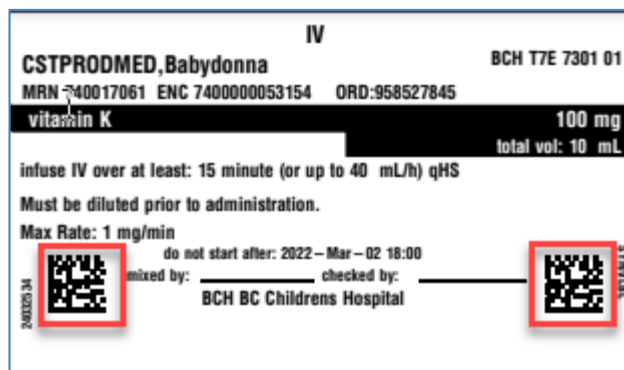 IV
CSTPRODMED,Babydonna BCH T7E 7301 01
MRN 740017061 ENC 7400000053154 ORD:958527845
vitamin K 100 mg
total vol: 10 mL
infuse IV over at least: 15 minute (or up to 40 mL/h) qHS
Must be diluted prior to administration.
Max Rate: 1 mg/min
do not start after: 2022-Mar-02 18:00
mixed by: checked by:
BCH BC Childrens Hospital
24032534